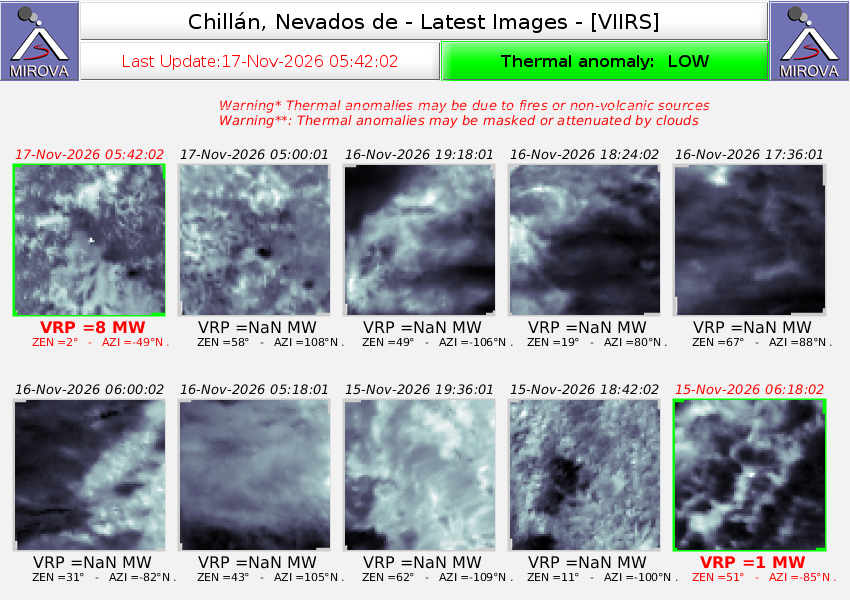 Chillán, Nevados de - Latest Images - [VIIRS]
MIROVA
Last Update:17-Nov-2026 05:42:02
Thermal anomaly: LOW
MIROVA
Warning* Thermal anomalies may be due to fires or non-volcanic sources
Warning**: Thermal anomalies may be masked or attenuated by clouds
17-Nov-2026 05:42:02 17-Nov-2026 05:00:01 16-Nov-2026 19:18:01 16-Nov-2026 18:24:02 16-Nov-2026 17:36:01
VRP =8 MW VRP =NaN MW VRP =NaN MW VRP =NaN MW VRP =NaN MW
ZEN =2° - AZI =-49°N . ZEN =58° - AZI =108°N . ZEN =49° - AZI =-106°N . ZEN =19° - AZI =80°N . ZEN =67° - AZI =88°N .
16-Nov-2026 06:00:02 16-Nov-2026 05:18:01 15-Nov-2026 19:36:01 15-Nov-2026 18:42:02 15-Nov-2026 06:18:02
VRP =NaN MW VRP =NaN MW VRP =NaN MW VRP =NaN MW VRP =1 MW
ZEN =31° - AZI =-82°N . ZEN =43° - AZI =105°N . ZEN =62° - AZI =-109°N . ZEN =11° - AZI =-100°N . ZEN =51° - AZI =-85°N .